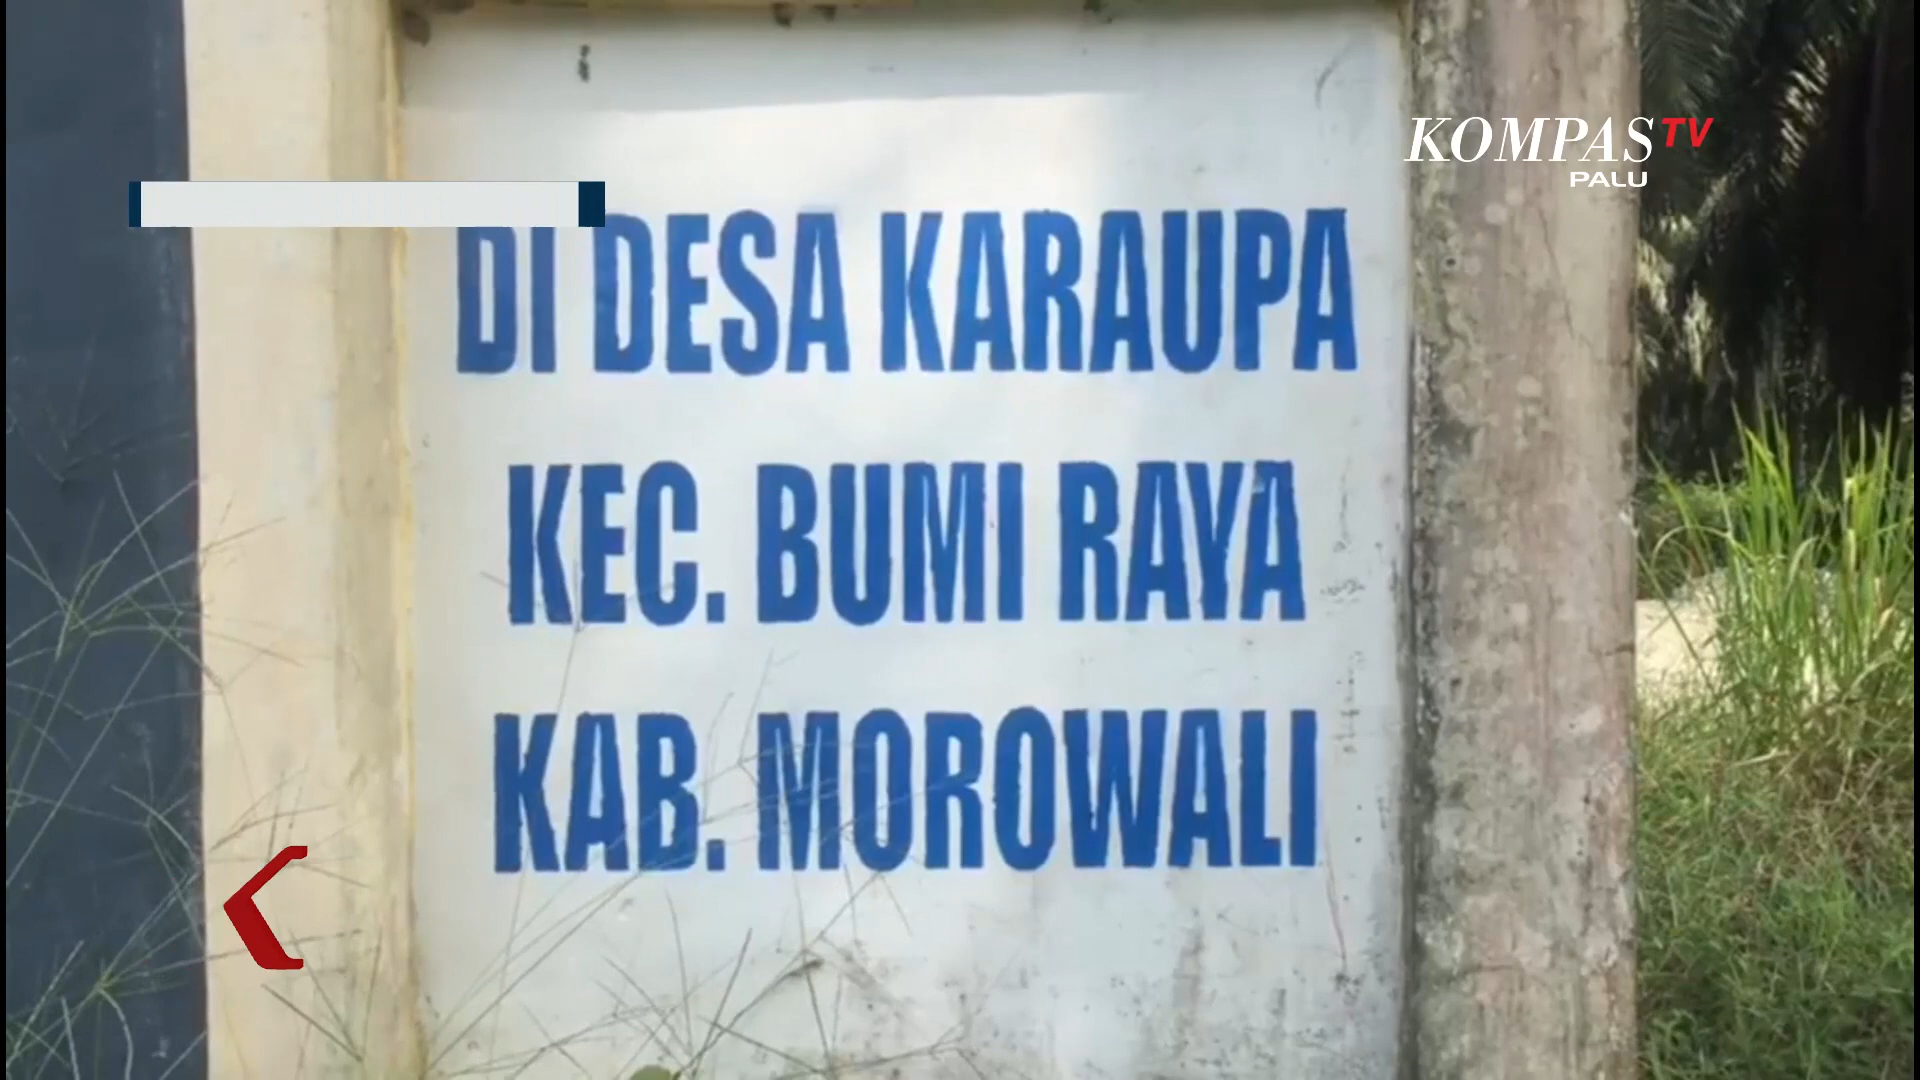 KOMPAS TV
PALU
DI DESA KARAUPA
KEC. BUMI RAYA
KAB. MOROWALI